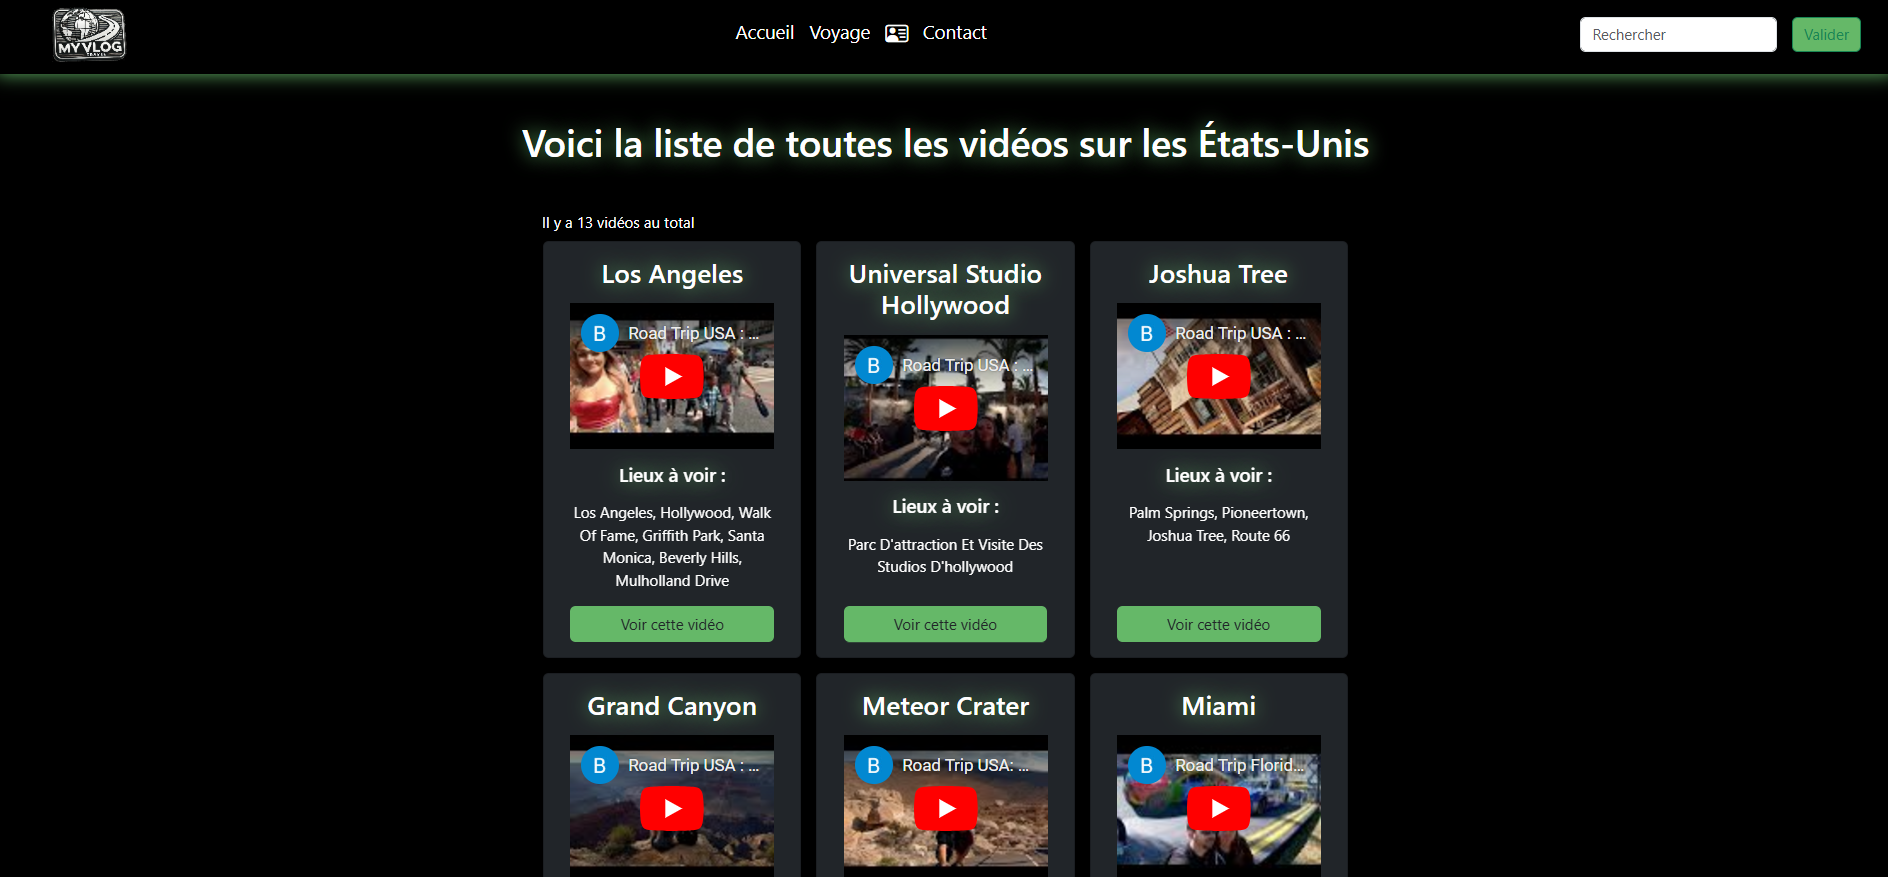 MY VLOG
TRAVEL
Accueil Voyage Contact
Rechercher
Valider
Voici la liste de toutes les vidéos sur les États-Unis
Il y a 13 vidéos au total
Los Angeles
B Road Trip USA : ...
Lieux à voir :
Los Angeles, Hollywood, Walk
Of Fame, Griffith Park, Santa
Monica, Beverly Hills,
Mulholland Drive
Voir cette vidéo
Universal Studio
Hollywood
B Road Trip USA : ...
Lieux à voir :
Parc D'attraction Et Visite Des
Studios D'hollywood
Voir cette vidéo
Joshua Tree
B Road Trip USA : ...
Lieux à voir :
Palm Springs, Pioneertown,
Joshua Tree, Route 66
Voir cette vidéo
Grand Canyon
B Road Trip USA : ...
Meteor Crater
B Road Trip USA: ...
Miami
B Road Trip Florid...